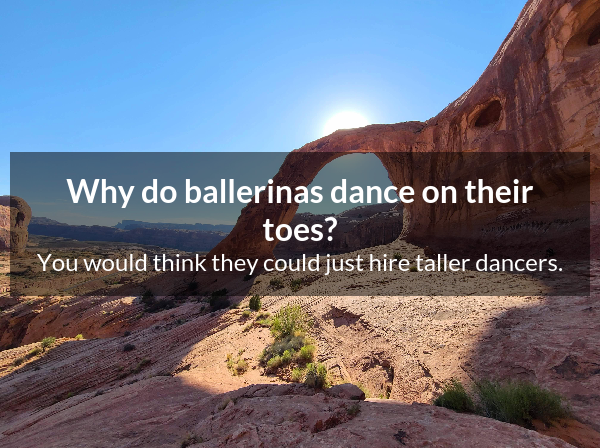 Why do ballerinas dance on their
toes?
You would think they could just hire taller dancers.